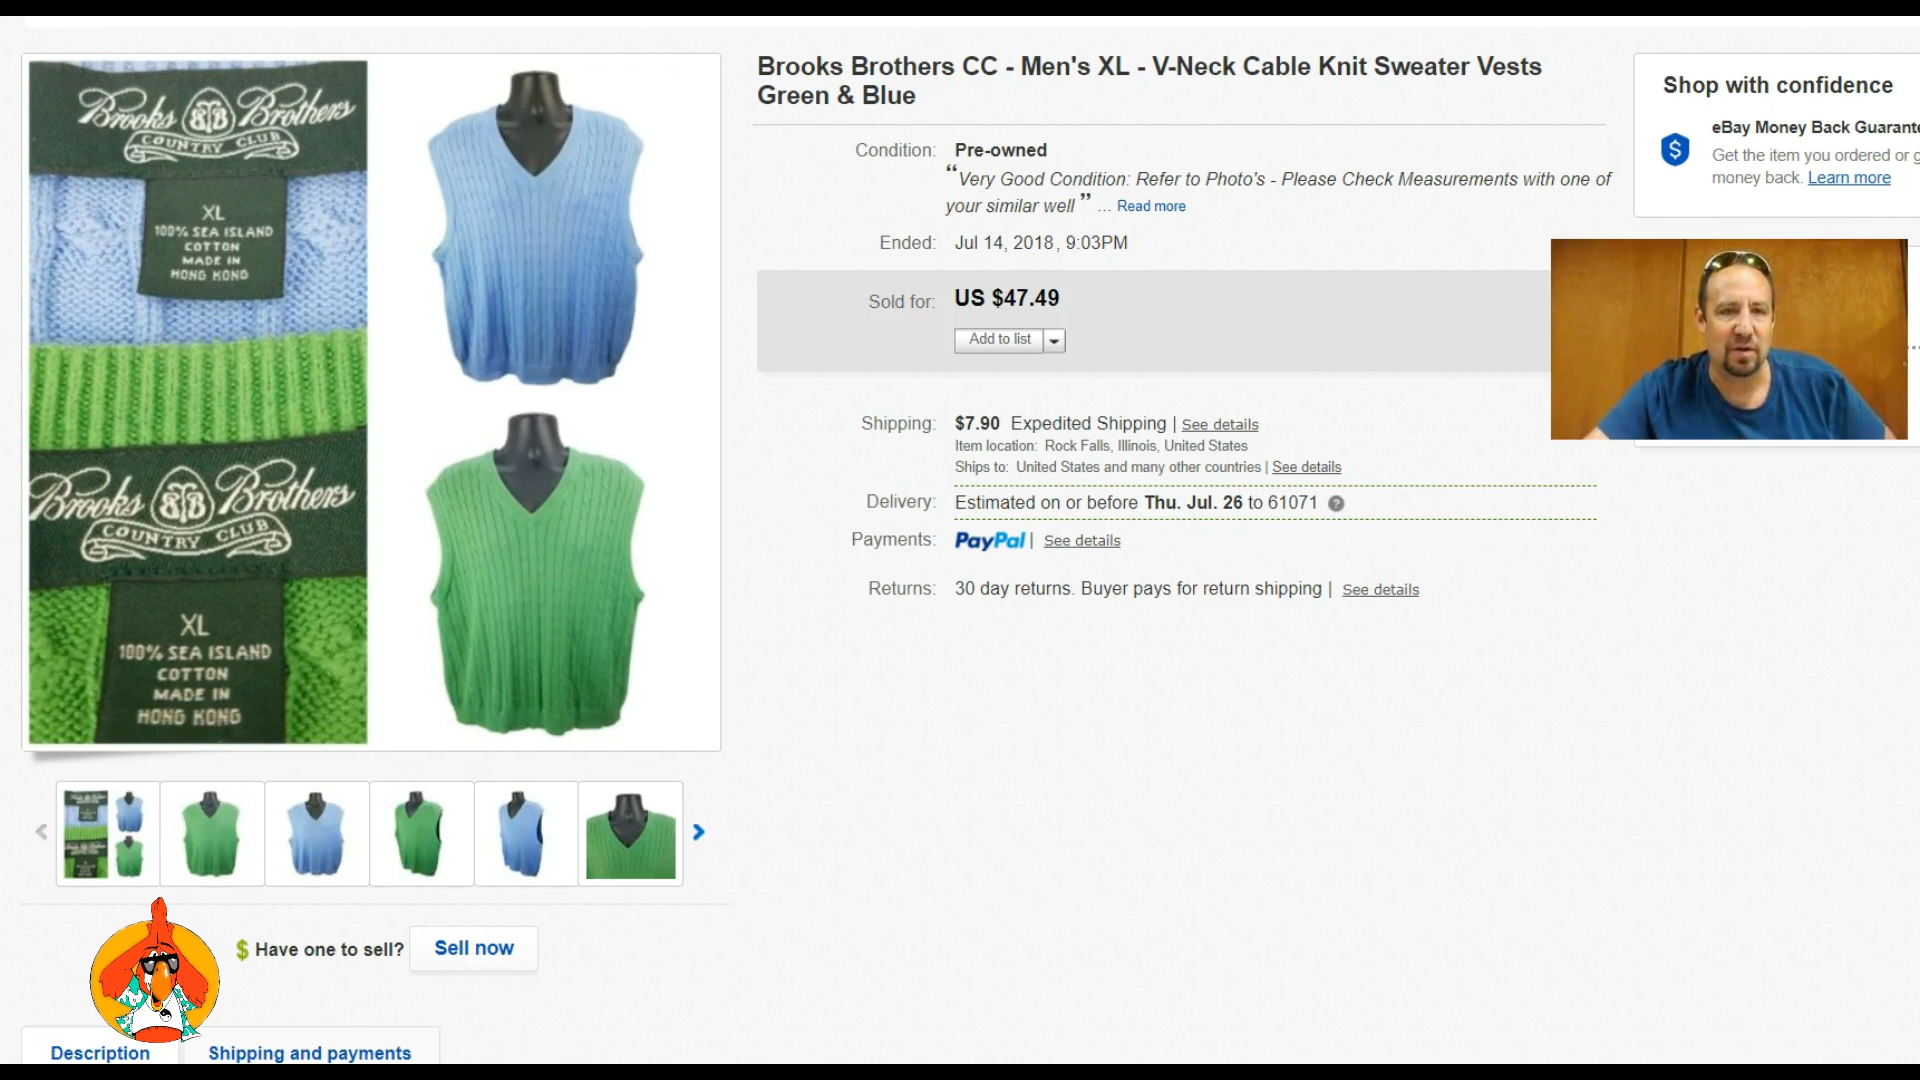 Brooks Brothers
COUNTRY CLUB
XL
100% SEA ISLAND
COTTON
MADE IN
HONG KONG
Brooks Brothers
COUNTRY CLUB
XL
100% SEA ISLAND
COTTON
MADE IN
HONG KONG
Have one to sell? Sell now
Description Shipping and payments
Brooks Brothers CC - Men's XL - V-Neck Cable Knit Sweater Vests
Green & Blue
Condition: Pre-owned
“Very Good Condition: Refer to Photo's - Please Check Measurements with one of
your similar well ” ... Read more
Ended: Jul 14, 2018 , 9:03PM
Sold for: US $47.49
Add to list
Shipping: $7.90 Expedited Shipping | See details
Item location: Rock Falls, Illinois, United States
Ships to: United States and many other countries | See details
Delivery: Estimated on or before Thu. Jul. 26 to 61071
Payments: PayPal | See details
Returns: 30 day returns. Buyer pays for return shipping | See details
Shop with confidence
eBay Money Back Guarante
Get the item you ordered or g
money back. Learn more